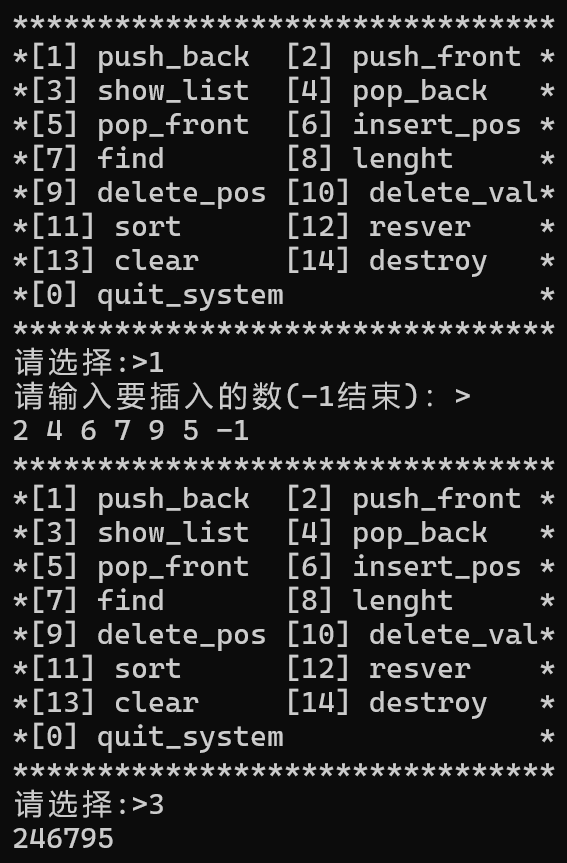 ********************************
*[1] push_back  [2] push_front *
*[3] show_list  [4] pop_back   *
*[5] pop_front  [6] insert_pos *
*[7] find       [8] lenght     *
*[9] delete_pos [10] delete_val*
*[11] sort      [12] resver    *
*[13] clear     [14] destroy   *
*[0] quit_system               *
********************************
请选择:>1
请输入要插入的数(-1结束): >
2 4 6 7 9 5 -1
********************************
*[1] push_back  [2] push_front *
*[3] show_list  [4] pop_back   *
*[5] pop_front  [6] insert_pos *
*[7] find       [8] lenght     *
*[9] delete_pos [10] delete_val*
*[11] sort      [12] resver    *
*[13] clear     [14] destroy   *
*[0] quit_system               *
********************************
请选择:>3
246795